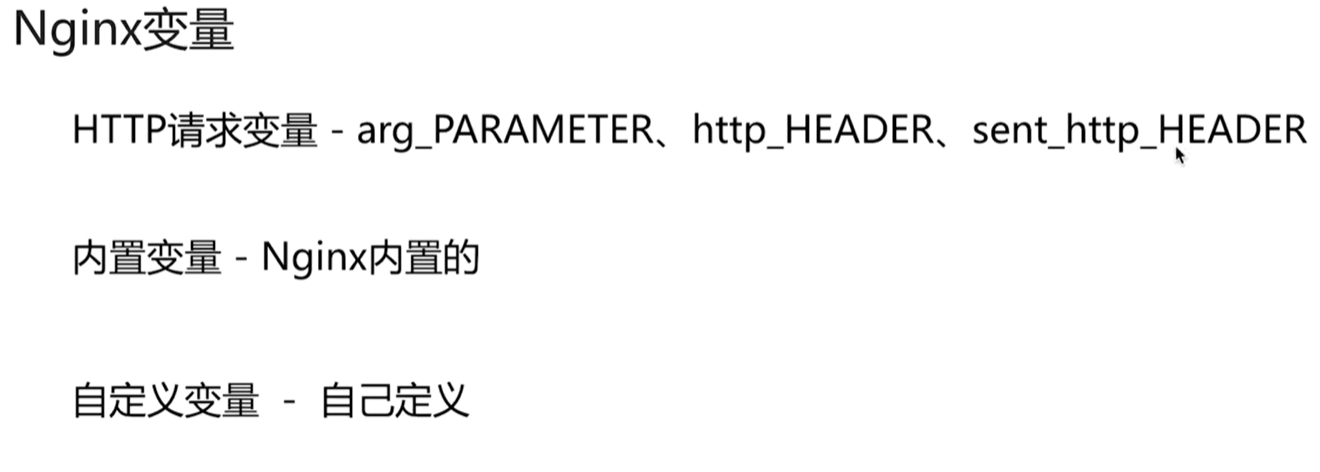 Nginx变量
HTTP请求变量 - arg_PARAMETER、http_HEADER、sent_http_HEADER
内置变量 - Nginx内置的
自定义变量 - 自己定义